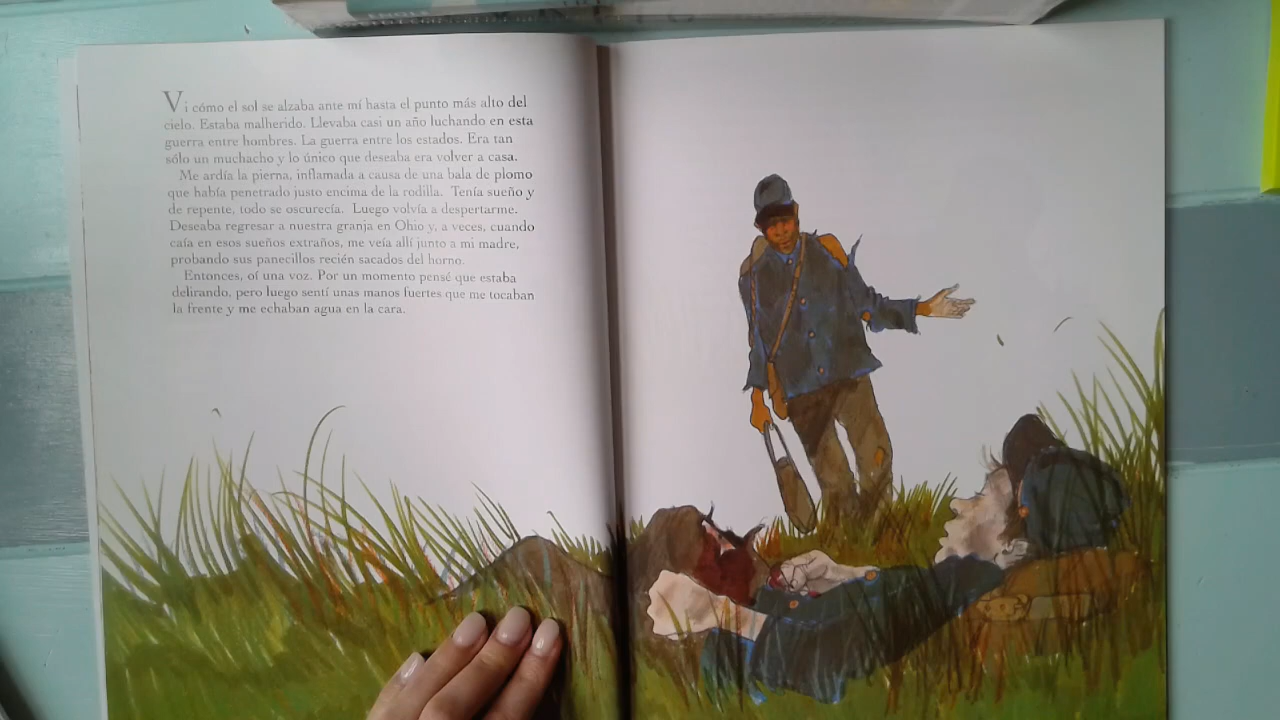 Vi cómo el sol se alzaba ante mí hasta el punto más alto del
cielo. Estaba malherido. Llevaba casi un año luchando en esta
guerra entre hombres. La guerra entre los estados. Era tan
sólo un muchacho y lo único que deseaba era volver a casa.
Me ardía la pierna, inflamada a causa de una bala de plomo
que había penetrado justo encima de la rodilla. Tenía sueño y
de repente, todo se oscurecía. Luego volvía a despertarme.
Deseaba regresar a nuestra granja en Ohio y, a veces, cuando
caía en esos sueños extraños, me veía allí junto a mi madre,
probando sus panecillos recién sacados del horno.
Entonces, oí una voz. Por un momento pensé que estaba
delirando, pero luego sentí unas manos fuertes que me tocaban
la frente y me echaban agua en la cara.